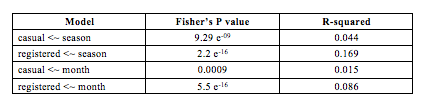 Model Fisher's P value R-squared
casual <~ season 9.29 e-09 0.044
registered <~ season 2.2 e-16 0.169
casual <~ month 0.0009 0.015
registered <~ month 5.5 e-16 0.086